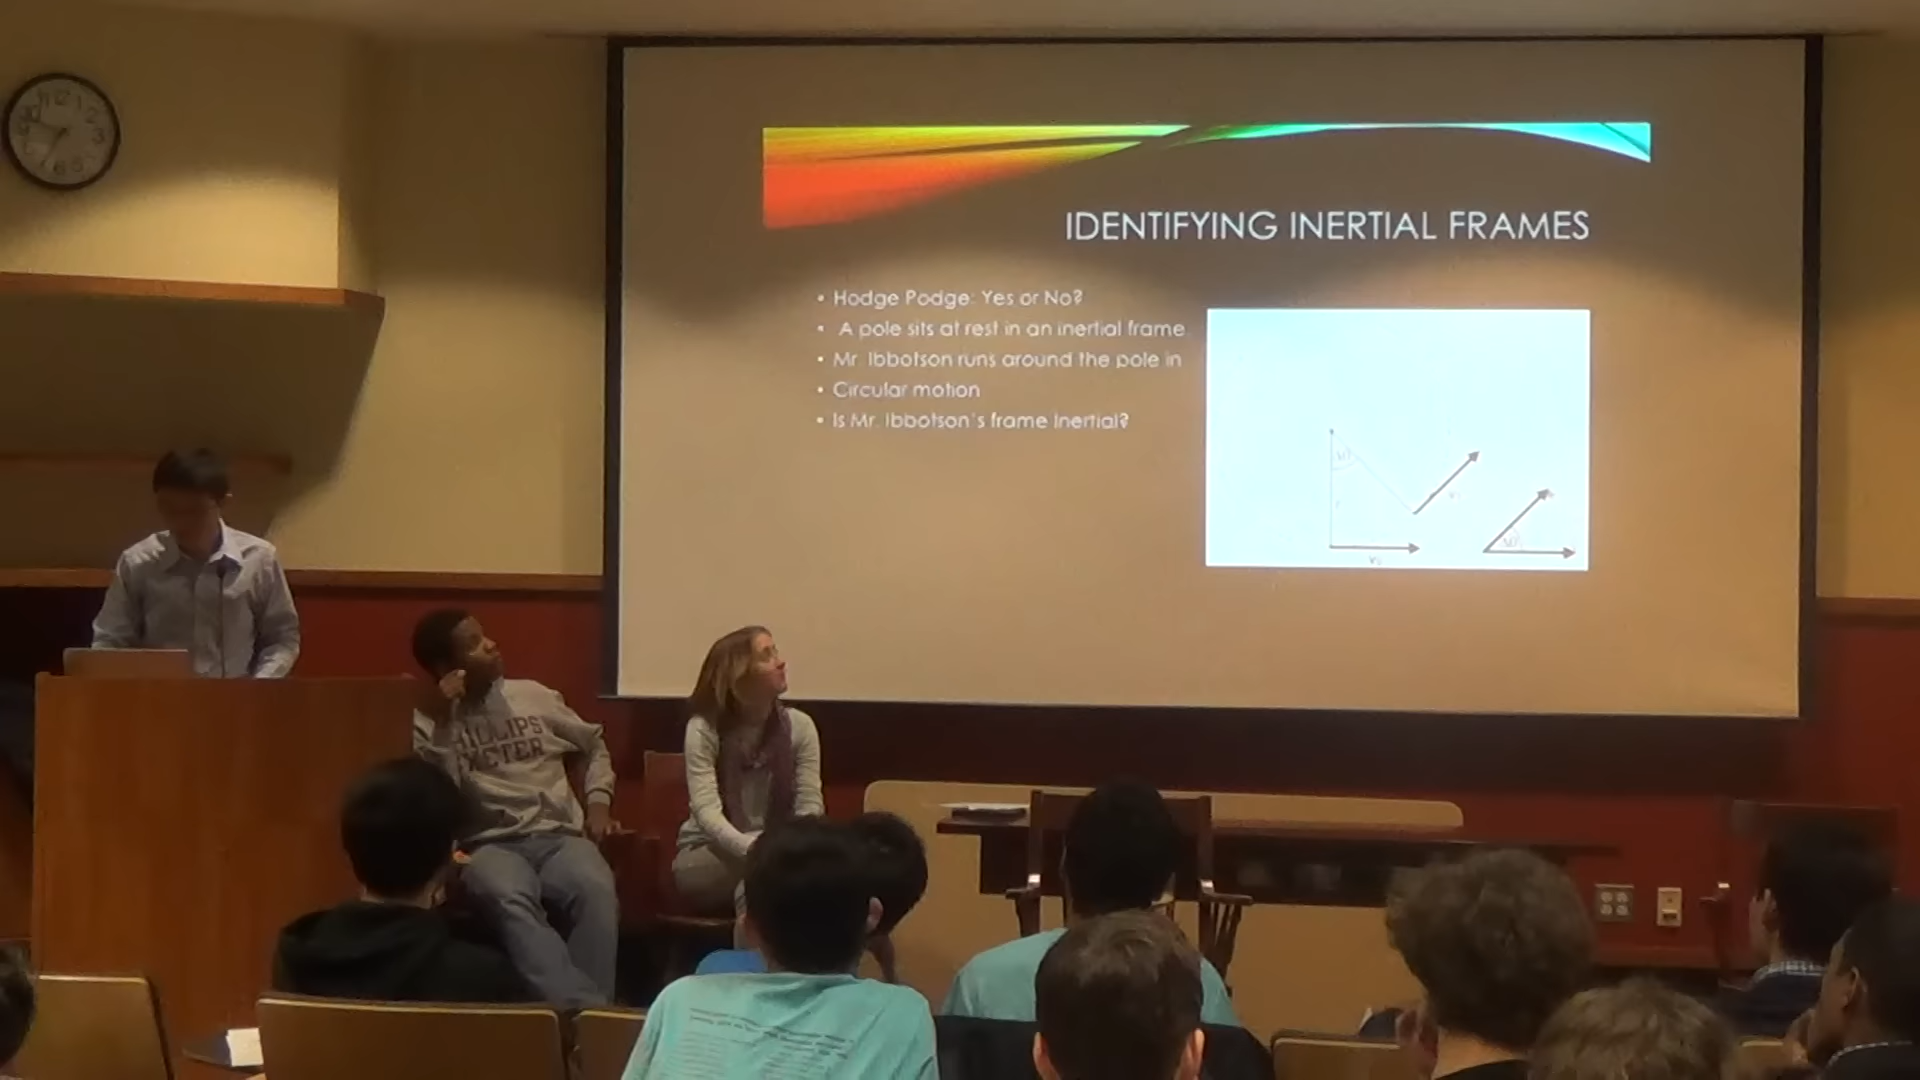 IDENTIFYING INERTIAL FRAMES
• Hodge Podge: Yes or No?
• A pole sits at rest in an inertial frame.
• Mr. Ibbotson runs around the pole in
• Circular motion
• Is Mr. Ibbotson's frame Inertial?
PHILLIPS
EXETER